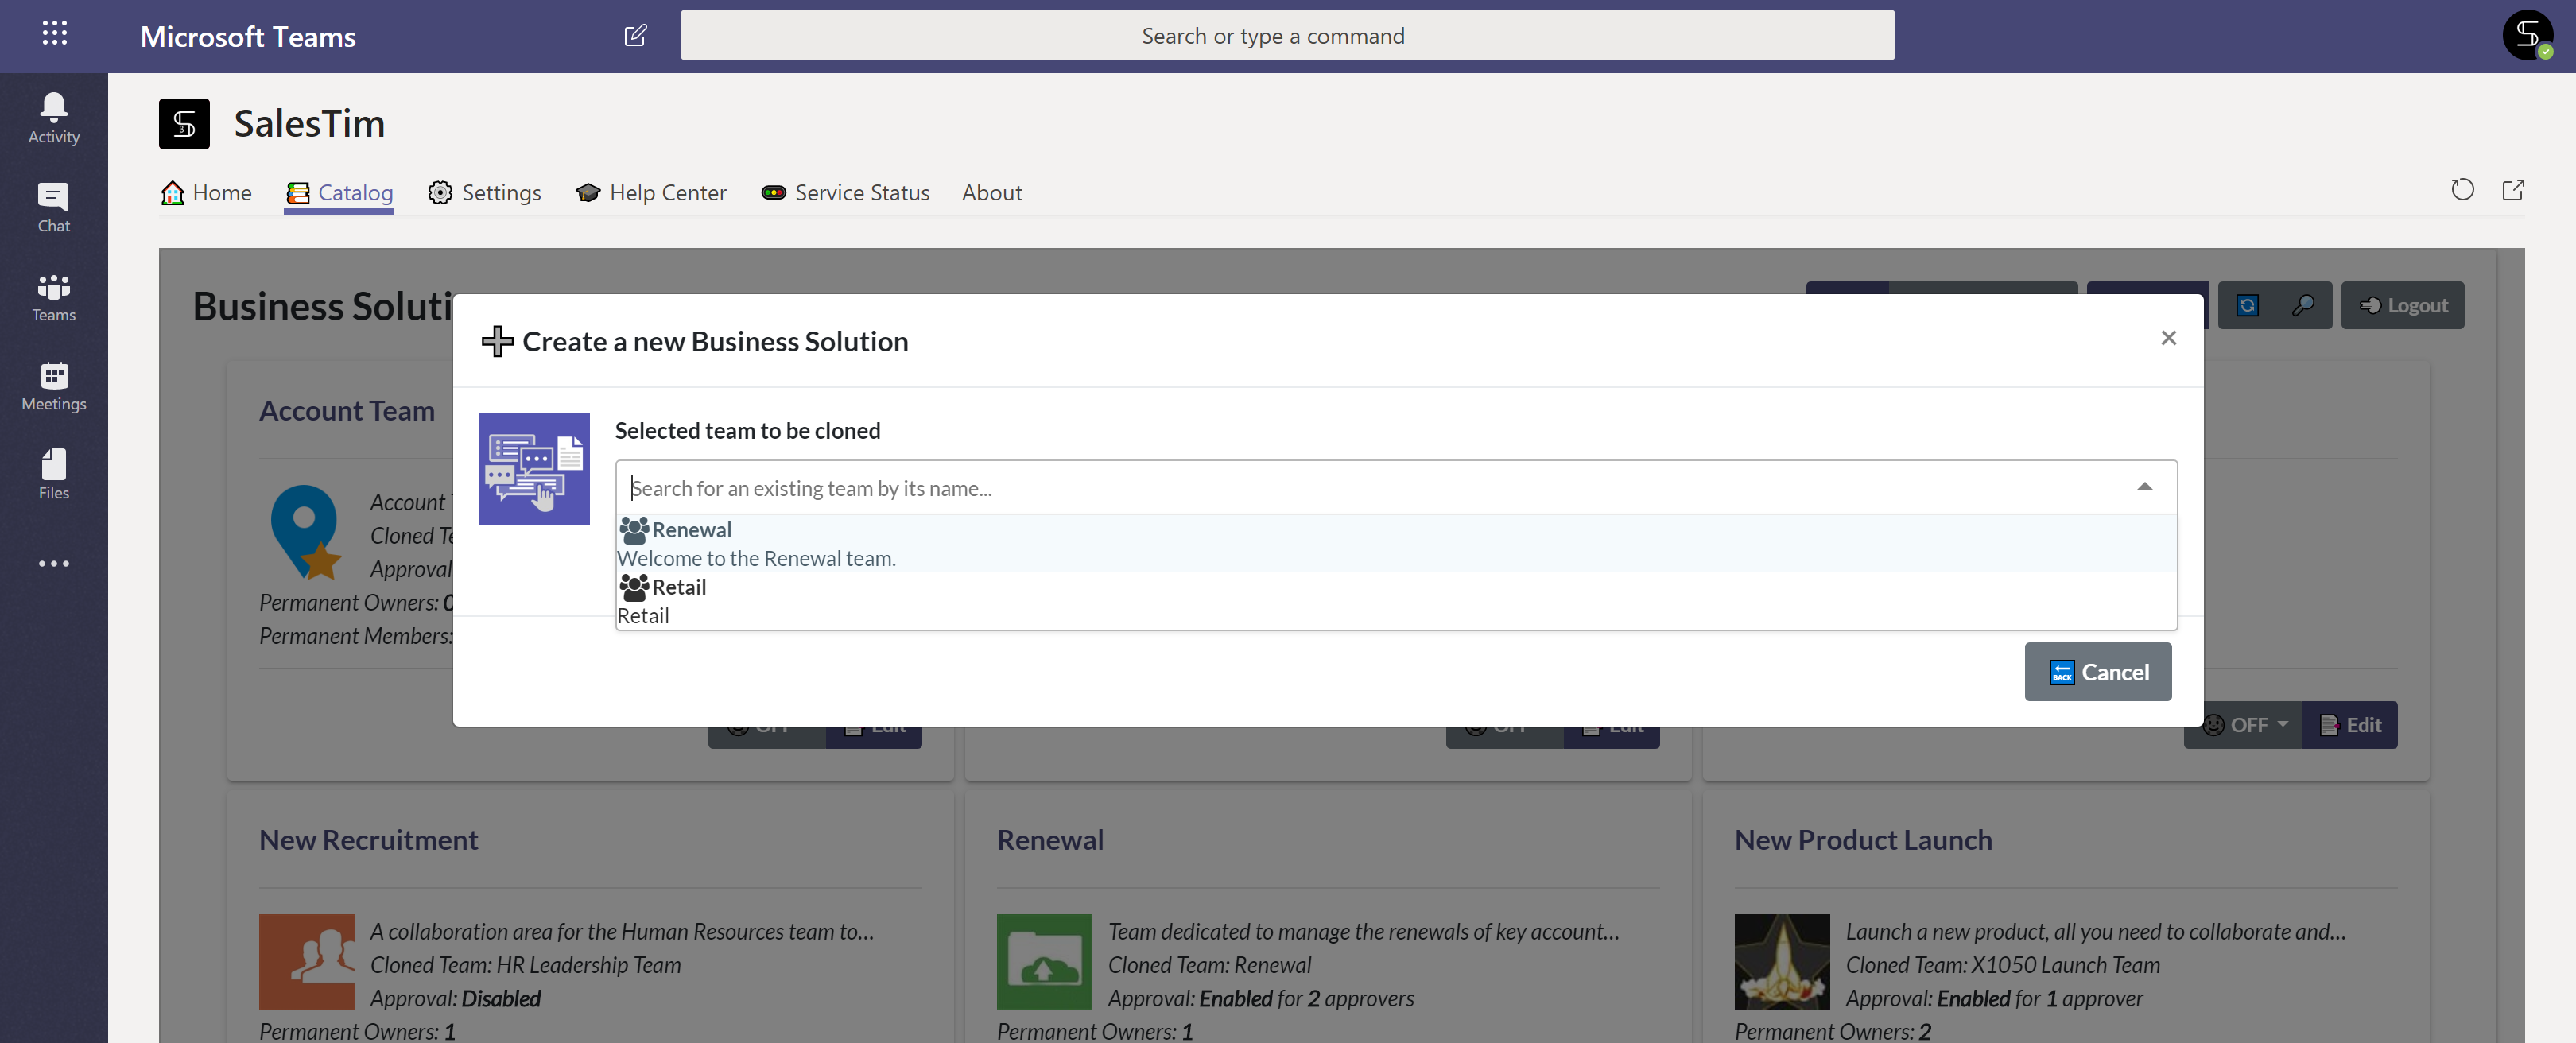 Microsoft Teams
Search or type a command
Activity
Chat
Teams
Meetings
Files
SalesTim
Home
Catalog
Settings
Help Center
Service Status
About
Business Soluti
Logout
Create a new Business Solution
×
Selected team to be cloned
Search for an existing team by its name...
Renewal
Welcome to the Renewal team.
Retail
Retail
BACK
Cancel
Account Team
Account
Cloned Te
Approval
Permanent Owners: 0
Permanent Members:
OFF
Edit
OFF
Edit
OFF
Edit
New Recruitment
A collaboration area for the Human Resources team to...
Cloned Team: HR Leadership Team
Approval: Disabled
Permanent Owners: 1
Renewal
Team dedicated to manage the renewals of key account...
Cloned Team: Renewal
Approval: Enabled for 2 approvers
Permanent Owners: 1
New Product Launch
Launch a new product, all you need to collaborate and...
Cloned Team: X1050 Launch Team
Approval: Enabled for 1 approver
Permanent Owners: 2